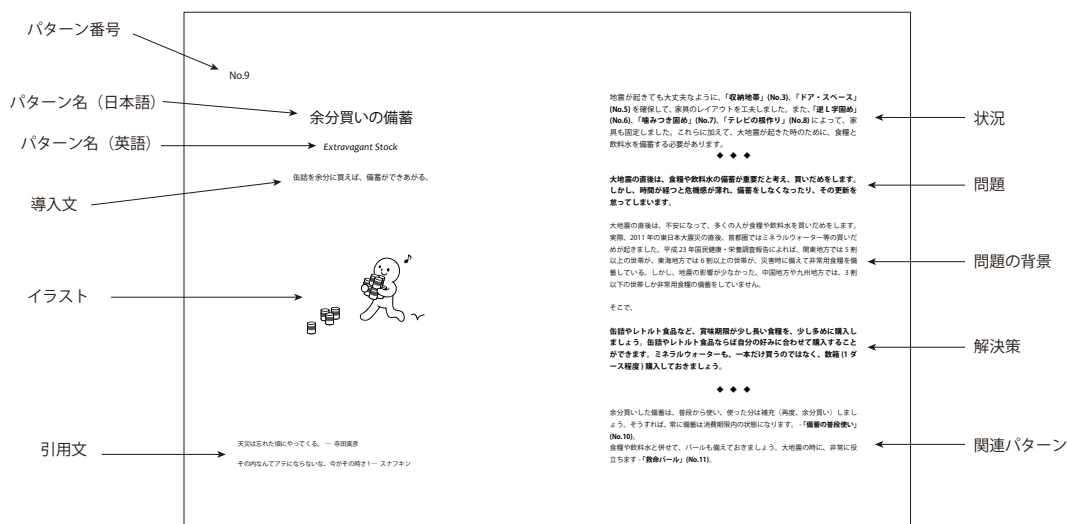 パターン番号
No.9
パターン名（日本語）
余分買いの備蓄
パターン名（英語）
Extravagant Stock
導入文
缶詰を余分に買えば、備蓄ができあがる。
イラスト
引用文
天災は忘れた頃にやってくる。 ― 寺田寅彦
その内なんてアテにならないな、今がその時さ！― スナフキン
地震が起きても大丈夫なように、「収納地帯」(No.3)、「ドア・スペース」
(No.5) を確保して、家具のレイアウトを工夫しました。また、「逆 L 字固め」
(No.6)、「噛みつき固め」(No.7)、「テレビの根作り」(No.8) によって、家
具も固定しました。これらに加えて、大地震が起きた時のために、食糧と
飲料水を備蓄する必要があります。
状況
◆ ◆ ◆
大地震の直後は、食糧や飲料水の備蓄が重要だと考え、買いだめをします。
しかし、時間が経つと危機感が薄れ、備蓄をしなくなったり、その更新を
怠ってしまいます。
問題
大地震の直後は、不安になって、多くの人が食糧や飲料水を買いだめをします。
実際、2011 年の東日本大震災の直後、首都圏ではミネラルウォーター等の買いだ
めが起きました。平成 23 年国民健康・栄養調査報告によれば、関東地方では 5 割
以上の世帯が、東海地方では 6 割以上の世帯が、災害時に備えて非常用食糧を備
蓄している。しかし、地震の影響が少なかった、中国地方や九州地方では、3 割
以下の世帯しか非常用食糧の備蓄をしていません。
問題の背景
そこで、
缶詰やレトルト食品など、賞味期限が少し長い食糧を、少し多めに購入し
ましょう。缶詰やレトルト食品ならば自分の好みに合わせて購入すること
ができます。ミネラルウォーターも、一本だけ買うのではなく、数箱 (1 ダ
ース程度 ) 購入しておきましょう。
解決策
◆ ◆ ◆
余分買いした備蓄は、普段から使い、使った分は補充（再度、余分買い）しまし
ょう。そうすれば、常に備蓄は消費期限内の状態になります。 -「備蓄の普段使い」
(No.10)。
食糧や飲料水と併せて、バールも備えておきましょう。大地震の時に、非常に役
立ちます -「救命バール」(No.11)。
関連パターン